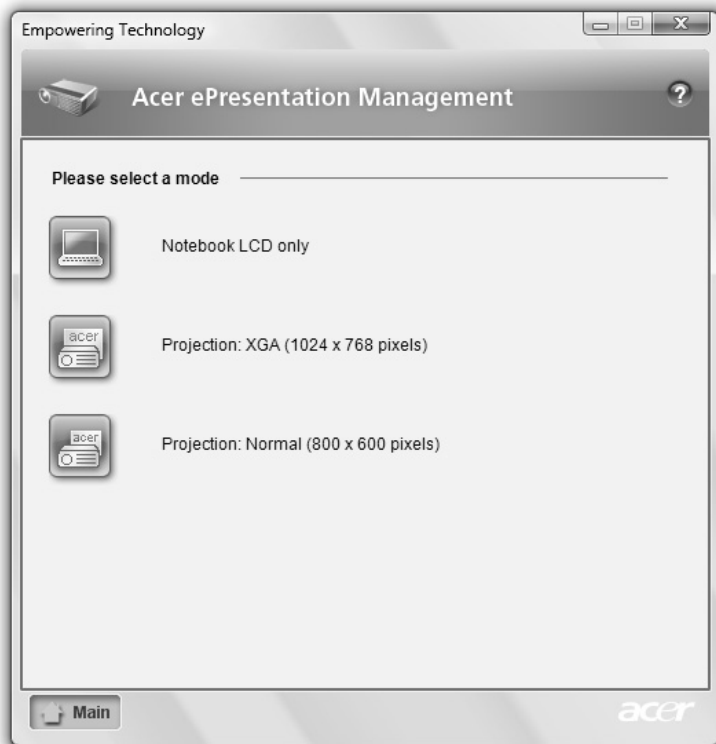 Empowering Technology
Acer ePresentation Management
?
Please select a mode
Notebook LCD only
acer
Projection: XGA (1024 x 768 pixels)
acer
Projection: Normal (800 x 600 pixels)
Main
acer